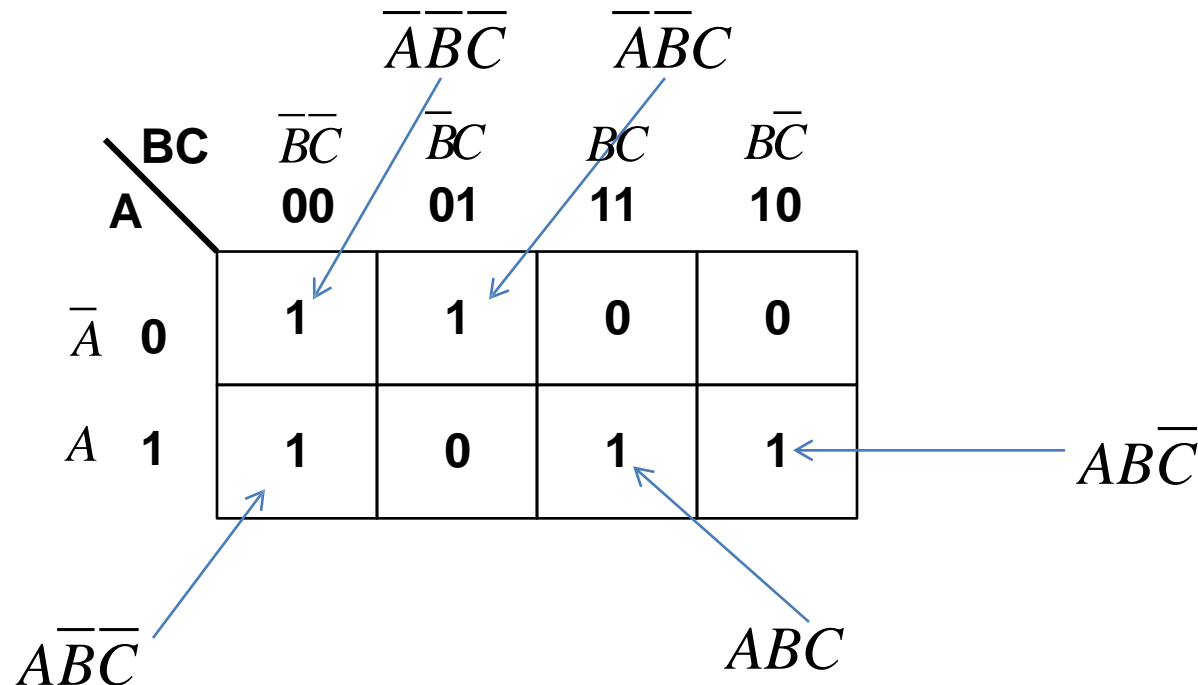 A̅B̅C̅ A̅B̅C
BC B̅C̅ B̅C BC BC̅
A 00 01 11 10
A̅ 0 1 1 0 0
A 1 1 0 1 1
ABC̅
AB̅C̅ ABC